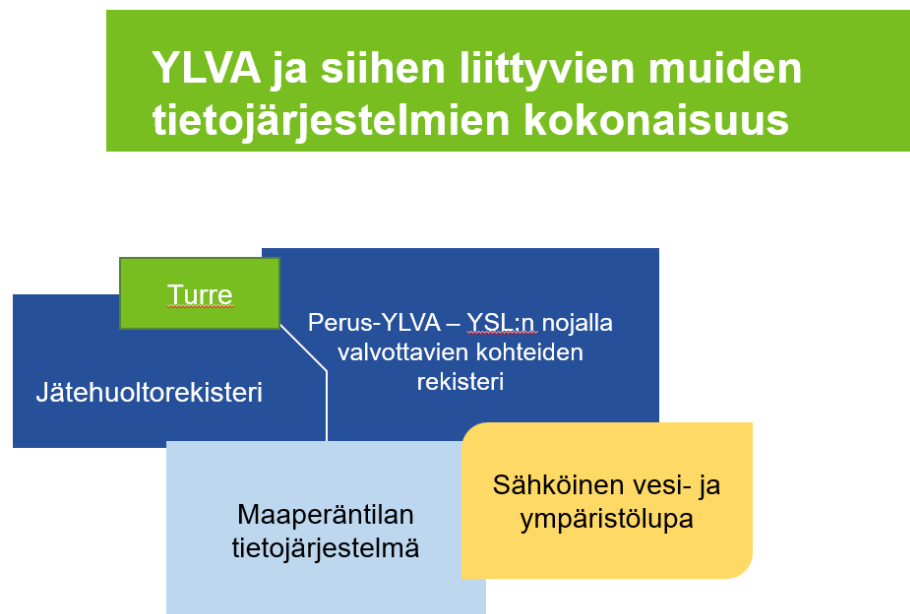 YLVA ja siihen liittyvien muiden
tietojärjestelmien kokonaisuus
Turre
Perus-YLVA – YSL:n nojalla
valvottavien kohteiden
rekisteri
Jätehuoltorekisteri
Sähköinen vesi- ja
ympäristölupa
Maaperäntilan
tietojärjestelmä